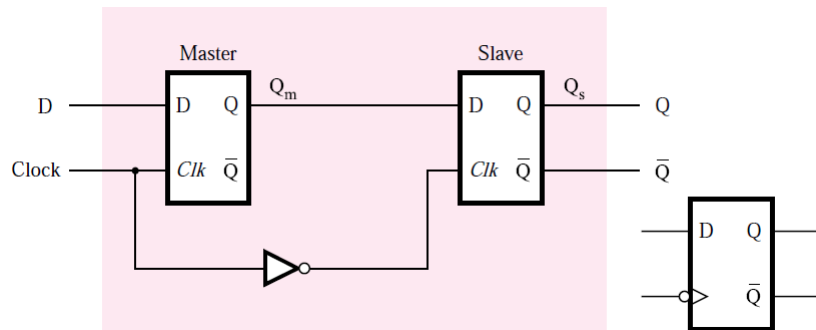 Master Slave
D D Q Qm D Q Qs Q
Clock Clk Q̅ Clk Q̅ Q̅
D Q
Q̅